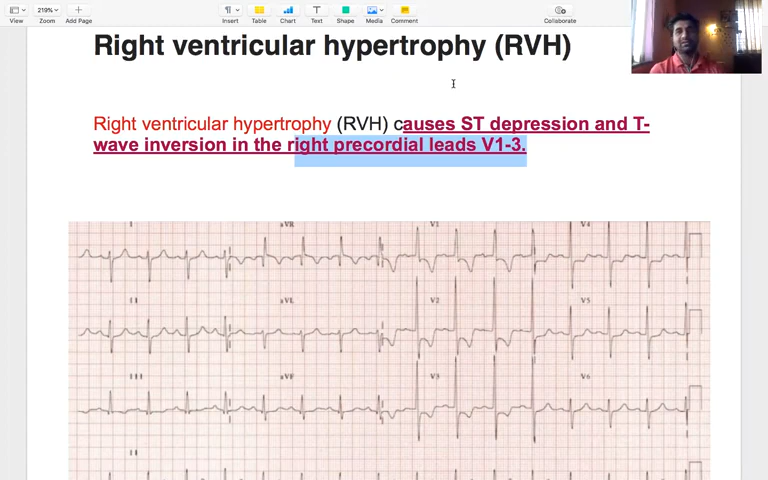 219%
View
Zoom
Add Page
Insert
Table
Chart
Text
Shape
Media
Comment
Collaborate
Right ventricular hypertrophy (RVH)
Right ventricular hypertrophy (RVH) causes ST depression and T-
wave inversion in the right precordial leads V1-3.
I aVR V1 V4
II aVL V2 V5
III aVF V3 V6
II